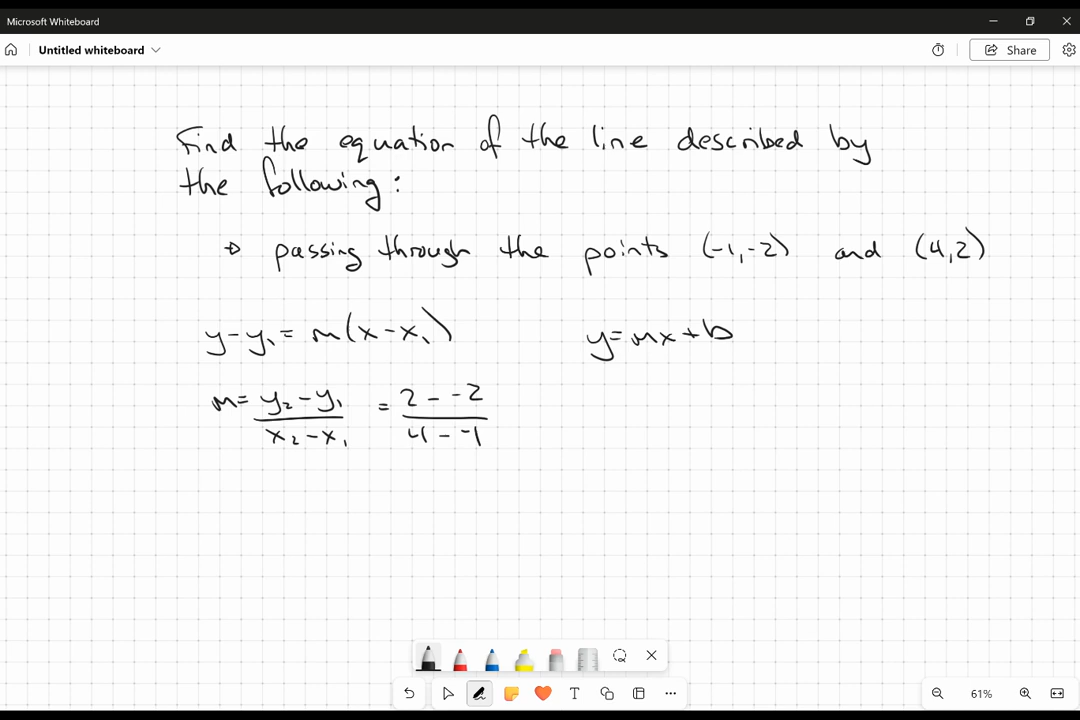 Microsoft Whiteboard
Untitled whiteboard
Share
Find the equation of the line described by
the following:
→ passing through the points (-1,-2) and (4,2)
y-y₁ = m(x-x₁)
y=mx+b
m= y₂-y₁ / x₂-x₁ = 2 - -2 / 4 - -1
61%